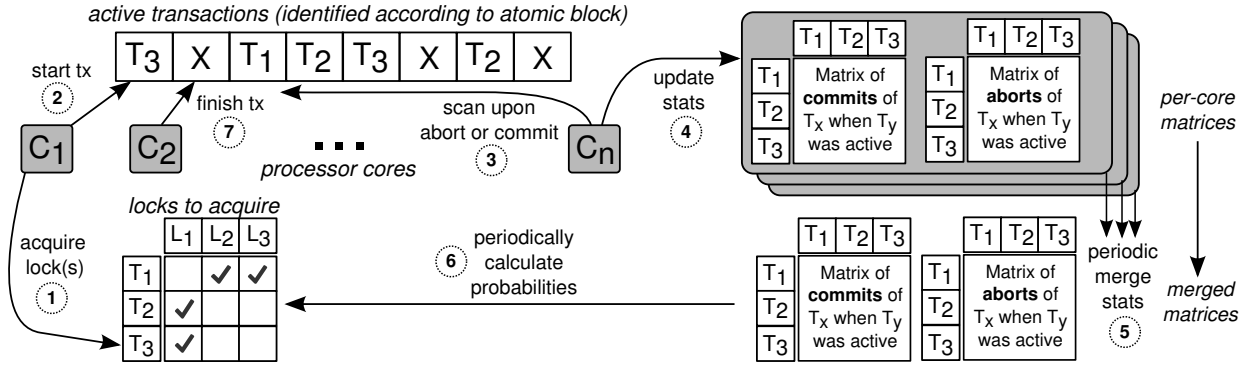 active transactions (identified according to atomic block)
T3 X T1 T2 T3 X T2 X
start tx
2
finish tx
7
scan upon
abort or commit
3
update
stats
4
C1
C2
...
processor cores
Cn
T1 T2 T3
T1
T2
T3
Matrix of
commits of
Tx when Ty
was active
T1 T2 T3
T1
T2
T3
Matrix of
aborts of
Tx when Ty
was active
per-core
matrices
locks to acquire
L1 L2 L3
T1 ✓ ✓
T2 ✓
T3 ✓
acquire
lock(s)
1
6
periodically
calculate
probabilities
T1 T2 T3
T1
T2
T3
Matrix of
commits of
Tx when Ty
was active
T1 T2 T3
T1
T2
T3
Matrix of
aborts of
Tx when Ty
was active
periodic
merge
stats
5
merged
matrices